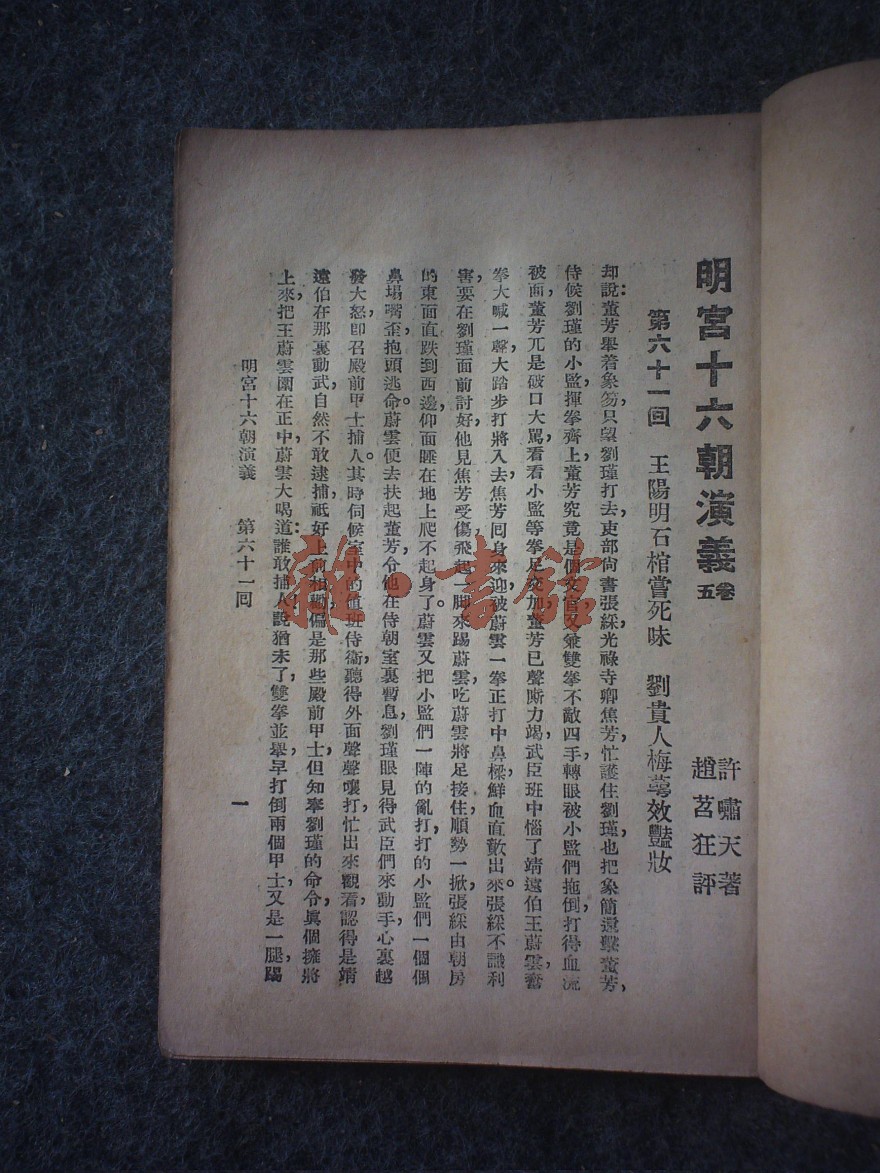 明宮十六朝演義 卷五
許嘯天著
趙苕狂評
第六十一回 王陽明石棺嘗死味 劉貴人梅萼效豔妝
却說：董芳舉着象笏，只望劉瑾打去，吏部尙書張綵，光祿寺卿焦芳，忙護住劉瑾，也把象簡還擊董芳，
侍候劉瑾的小監，揮拳齊上，董芳究竟是個文官，又兼雙拳不敵四手，轉眼被小監們拖倒，打得血流
被面，董芳兀是破口大罵，看看小監等拳足交加，董芳已聲嘶力竭，武臣班中惱了靖遠伯王蔚雲，奮
拳大喊一聲，大踏步打將入去，焦芳囘身來迎，被蔚雲一拳正打中鼻樑，鮮血直歕出來。張綵不識利
害，要在劉瑾面前討好，他見焦芳受傷，飛起一脚來踢蔚雲，吃蔚雲將足接住，順勢一掀，張綵由朝房
的東面直跌到西邊，仰面睡在地上爬不起身了。蔚雲又把小監們一陣的亂打，打的小監們一個個
鼻塌嘴歪，抱頭逃命。蔚雲便去扶起董芳，令他在侍朝室裏暫息，劉瑾眼見得武臣們來動手，心裏越
發大怒，卽召殿前甲士捕人。其時伺候室中的值班侍衞，聽得外面聲聲嚷打，忙出來觀看，認得是靖
遠伯在那裏動武，自然不敢逮捕，祇好上前相勸，偏是那些殿前甲士，但知奉劉瑾的命令，眞個擁將
上來，把王蔚雲圍在正中，蔚雲大喝道：誰敢捕人，說猶未了，雙拳並舉，早打倒兩個甲士，又是一腿，踢
明宮十六朝演義 第六十一回 一
雜·書館